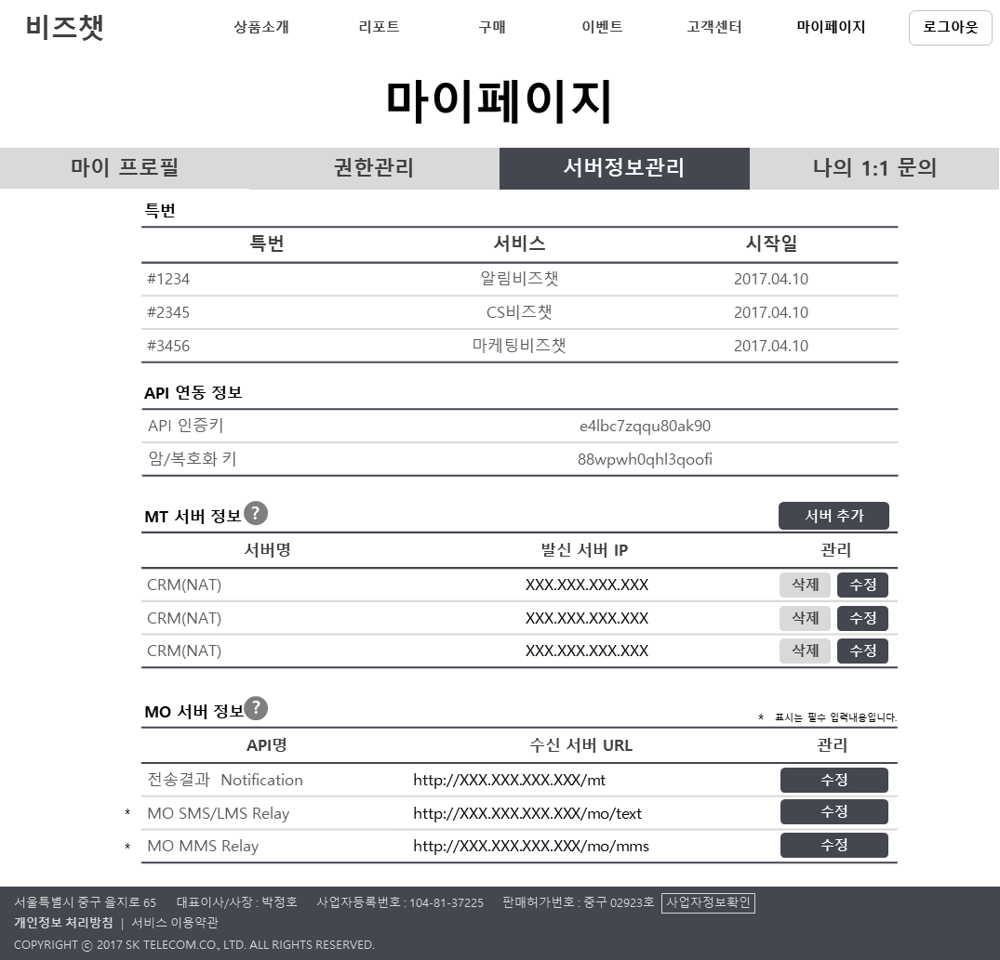 비즈챗 상품소개 리포트 구매 이벤트 고객센터 마이페이지 로그아웃
마이페이지
마이 프로필 권한관리 서버정보관리 나의 1:1 문의
특번
특번 서비스 시작일
#1234 알림비즈챗 2017.04.10
#2345 CS비즈챗 2017.04.10
#3456 마케팅비즈챗 2017.04.10
API 연동 정보
API 인증키 e4lbc7zqqu80ak90
암/복호화 키 88wpwh0qhl3qoofi
MT 서버 정보 ? 서버 추가
서버명 발신 서버 IP 관리
CRM(NAT) XXX.XXX.XXX.XXX 삭제 수정
CRM(NAT) XXX.XXX.XXX.XXX 삭제 수정
CRM(NAT) XXX.XXX.XXX.XXX 삭제 수정
MO 서버 정보 ? * 표시는 필수 입력내용입니다.
API명 수신 서버 URL 관리
전송결과 Notification http://XXX.XXX.XXX.XXX/mt 수정
* MO SMS/LMS Relay http://XXX.XXX.XXX.XXX/mo/text 수정
* MO MMS Relay http://XXX.XXX.XXX.XXX/mo/mms 수정
서울특별시 중구 을지로 65 대표이사/사장 : 박정호 사업자등록번호 : 104-81-37225 판매허가번호 : 중구 02923호 사업자정보확인
개인정보 처리방침 | 서비스 이용약관
COPYRIGHT ⓒ 2017 SK TELECOM.CO., LTD. ALL RIGHTS RESERVED.